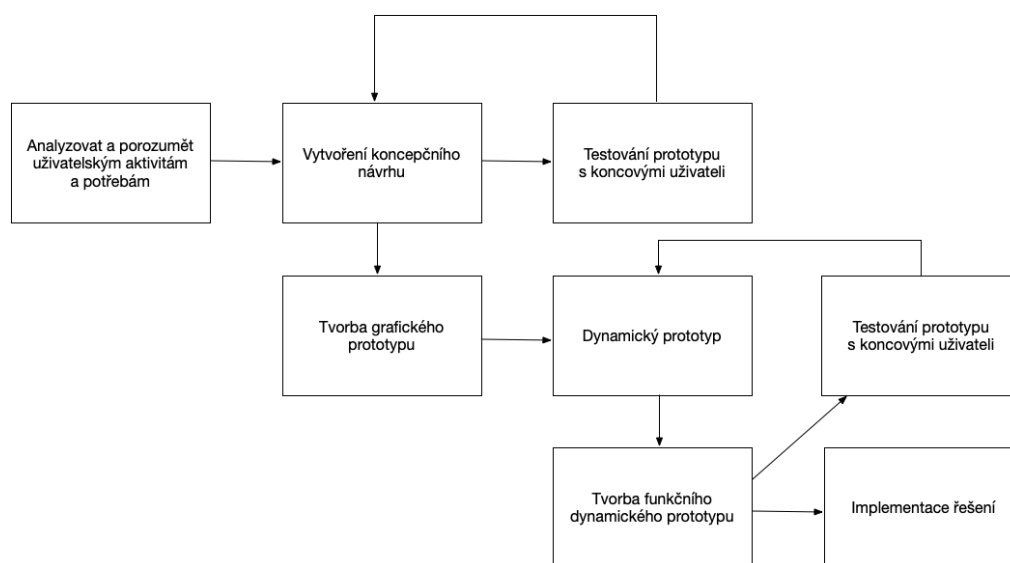 Analyzovat a porozumět
uživatelským aktivitám
a potřebám
Vytvoření koncepčního
návrhu
Testování prototypu
s koncovými uživateli
Tvorba grafického
prototypu
Dynamický prototyp
Testování prototypu
s koncovými uživateli
Tvorba funkčního
dynamického prototypu
Implementace řešení